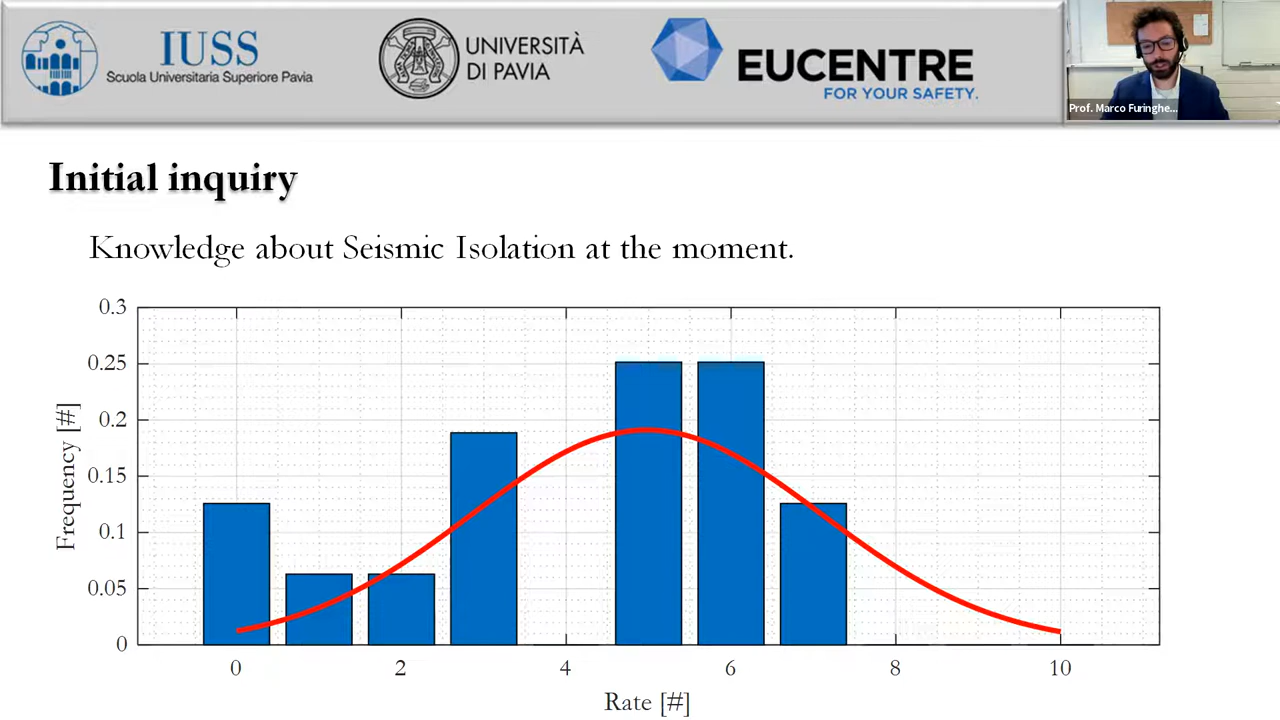 IUSS
Scuola Universitaria Superiore Pavia
UNIVERSITÀ
DI PAVIA
EUCENTRE
FOR YOUR SAFETY.
Prof. Marco Furinghe...
Initial inquiry
Knowledge about Seismic Isolation at the moment.
0.3
0.25
0.2
0.15
0.1
0.05
0
Frequency [#]
0 2 4 6 8 10
Rate [#]